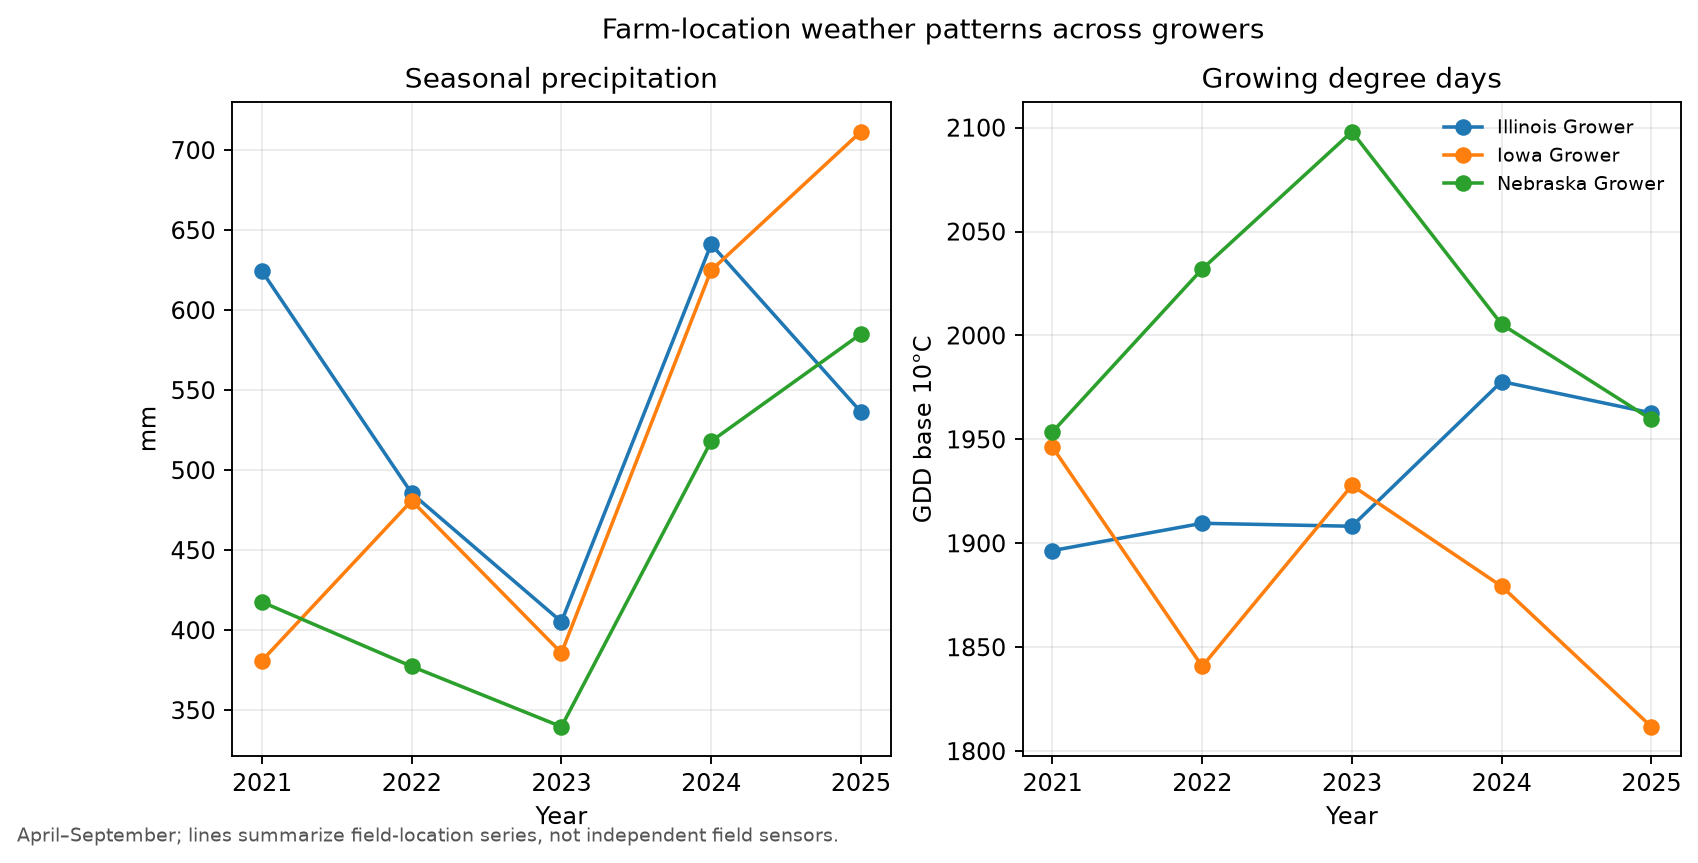 Farm-location weather patterns across growers
Seasonal precipitation
mm
700
650
600
550
500
450
400
350
2021 2022 2023 2024 2025
Year
Growing degree days
GDD base 10°C
2100
2050
2000
1950
1900
1850
1800
Illinois Grower
Iowa Grower
Nebraska Grower
2021 2022 2023 2024 2025
Year
April–September; lines summarize field-location series, not independent field sensors.